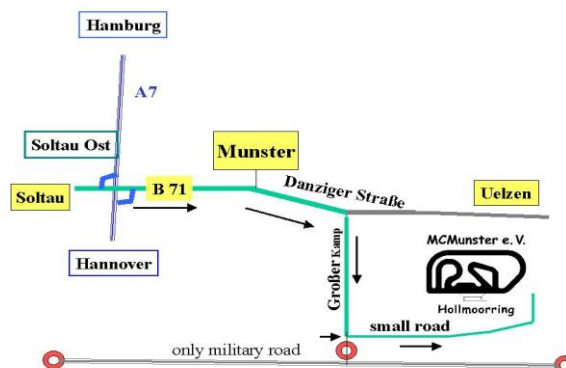 Hamburg
A7
Soltau Ost
Munster
Soltau
B 71
Danziger Straße
Uelzen
Hannover
Großer Kamp
MCMunster e. V.
Hollmoorring
small road
only military road